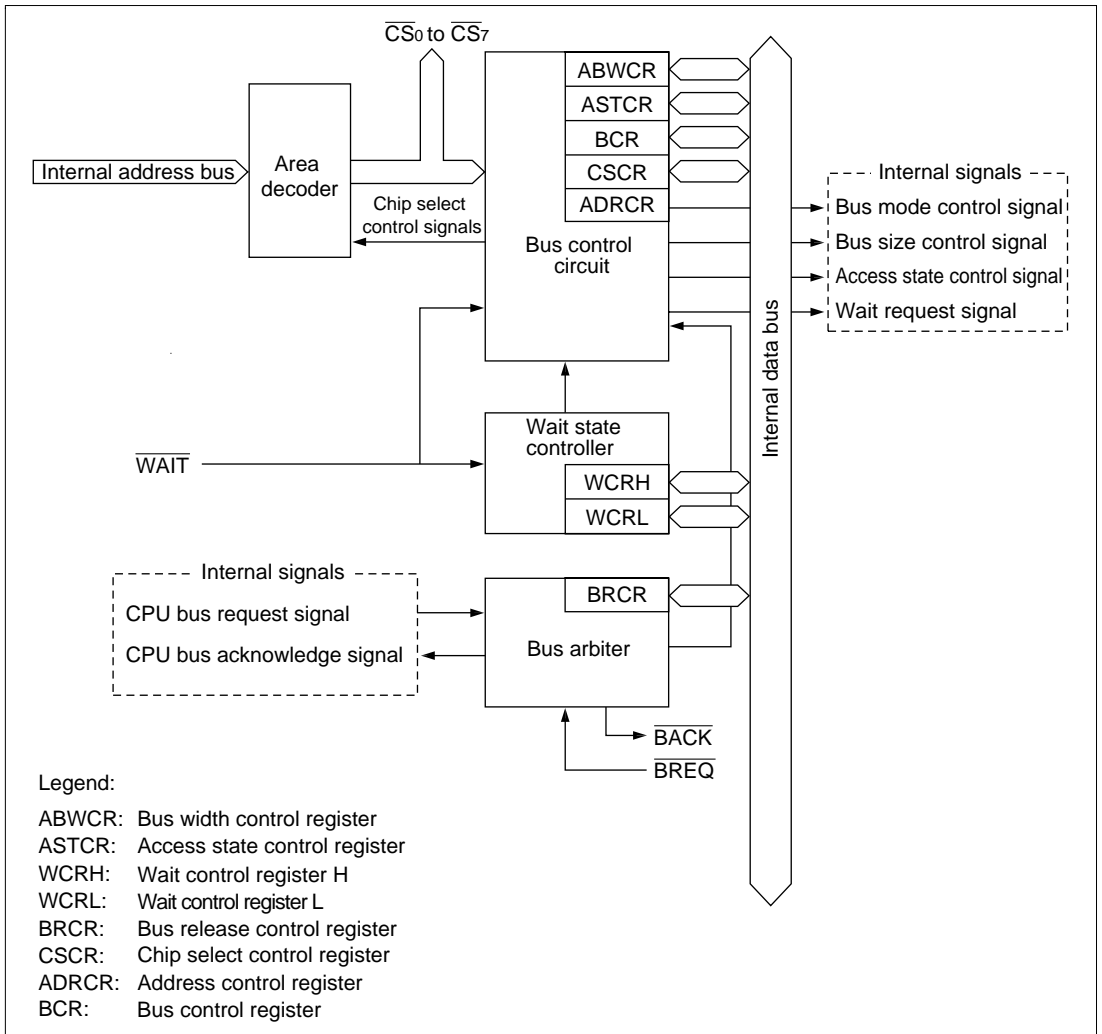 CS0 to CS7
Internal address bus
Area
decoder
Chip select
control signals
ABWCR
ASTCR
BCR
CSCR
ADRCR
Bus control
circuit
Internal signals
Bus mode control signal
Bus size control signal
Access state control signal
Wait request signal
Internal data bus
WAIT
Wait state
controller
WCRH
WCRL
Internal signals
CPU bus request signal
CPU bus acknowledge signal
BRCR
Bus arbiter
BACK
BREQ
Legend:
ABWCR: Bus width control register
ASTCR: Access state control register
WCRH: Wait control register H
WCRL: Wait control register L
BRCR: Bus release control register
CSCR: Chip select control register
ADRCR: Address control register
BCR: Bus control register